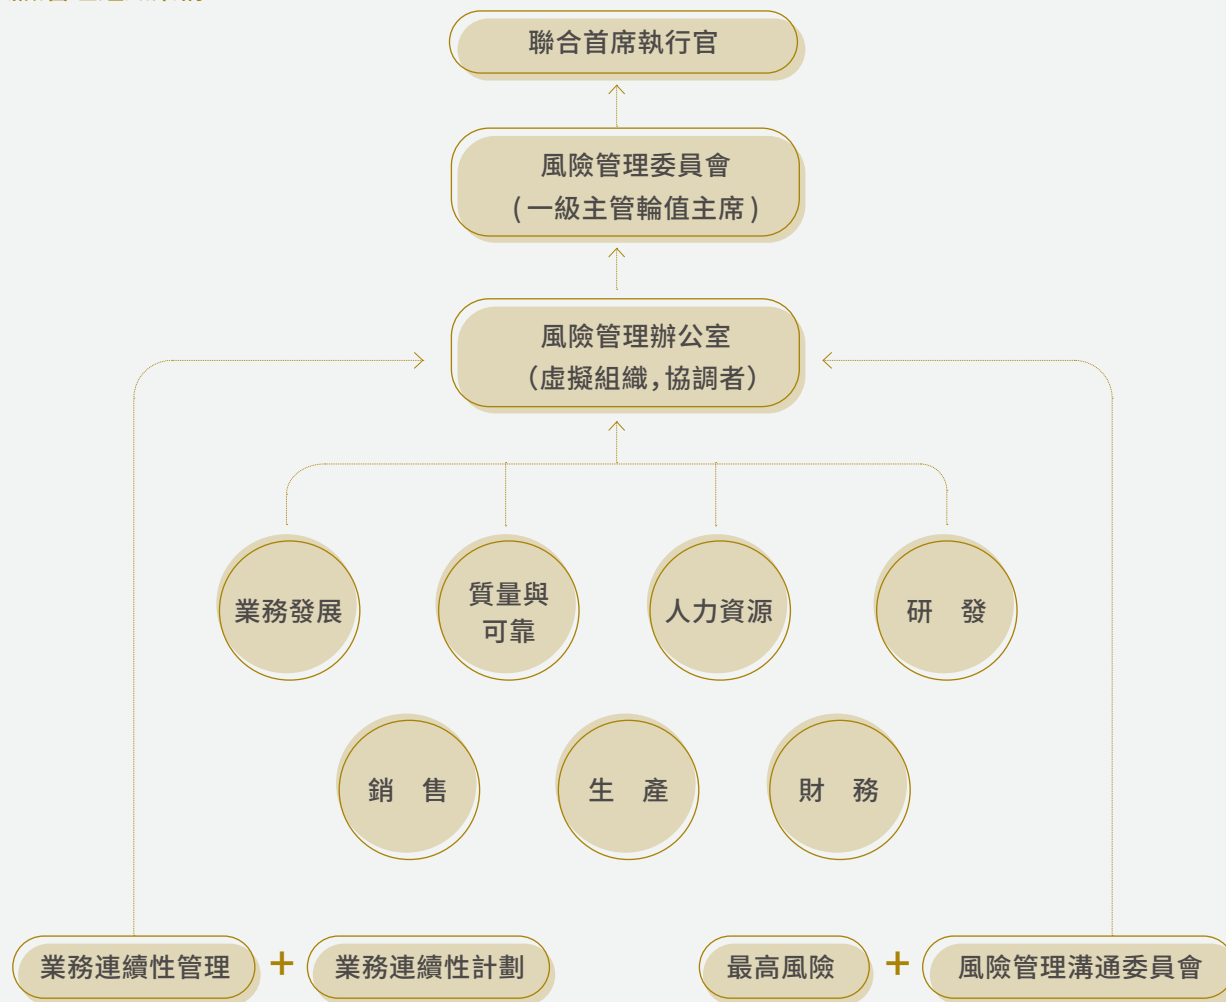 聯合首席執行官
風險管理委員會
(一級主管輪值主席)
風險管理辦公室
（虛擬組織，協調者）
業務發展
質量與
可靠
人力資源
研 發
銷 售
生 產
財 務
業務連續性管理 + 業務連續性計劃
最高風險 + 風險管理溝通委員會